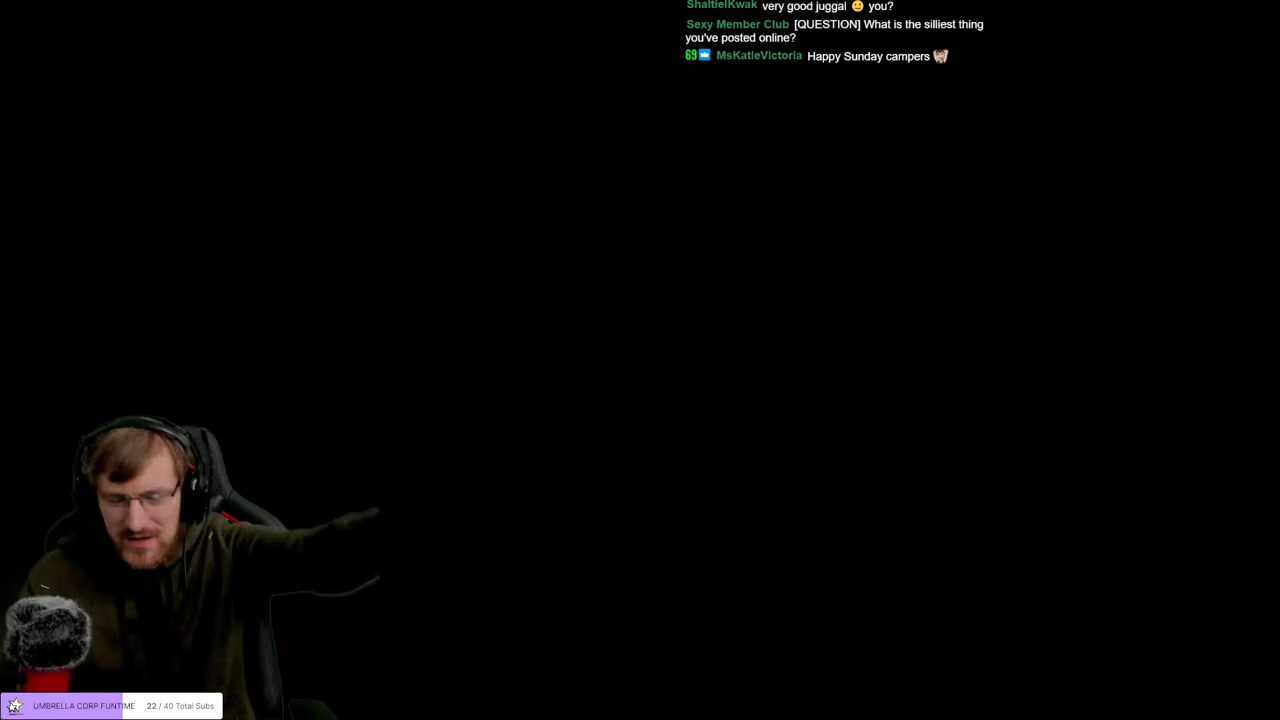 ShaltielKwak very good juggal 🙂 you?
Sexy Member Club [QUESTION] What is the silliest thing
you've posted online?
69 MsKatieVictoria Happy Sunday campers
UMBRELLA CORP FUNTIME 22 / 40 Total Subs